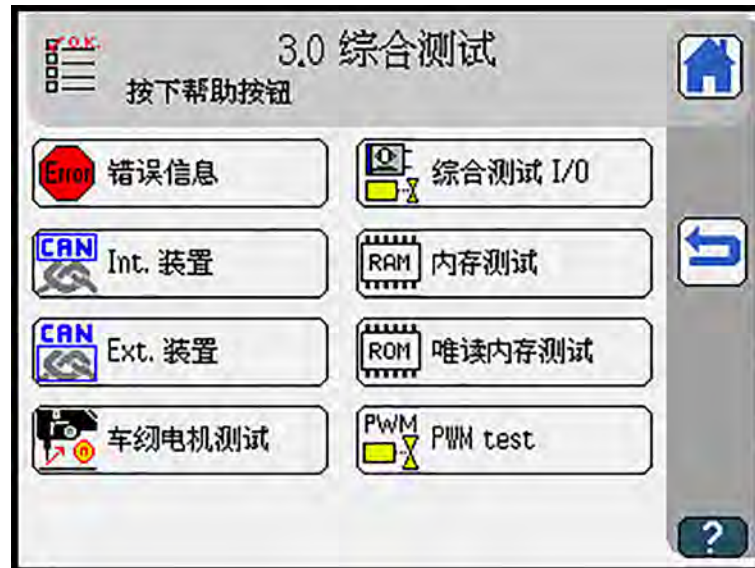 O.K.
3.0 综合测试
按下帮助按钮
Error 错误信息
综合测试 I/O
CAN Int. 装置
RAM 内存测试
CAN Ext. 装置
ROM 唯读内存测试
车纫电机测试
PWM PWM test
?